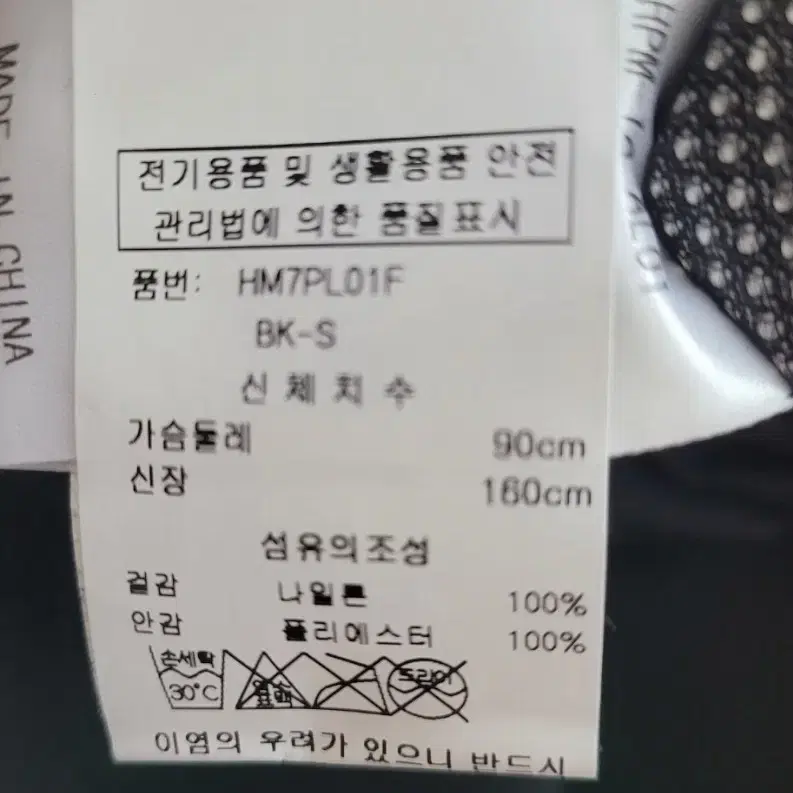 전기용품 및 생활용품 안전
관리법에 의한 품질표시
품번: HM7PL01F
BK-S
신체치수
가슴둘레 90cm
신장 160cm
섬유의조성
겉감 나일론 100%
안감 폴리에스터 100%
손세탁
30°C
염소
표백
드라이
이염의 우려가 있으니 반드시
MADE IN CHINA